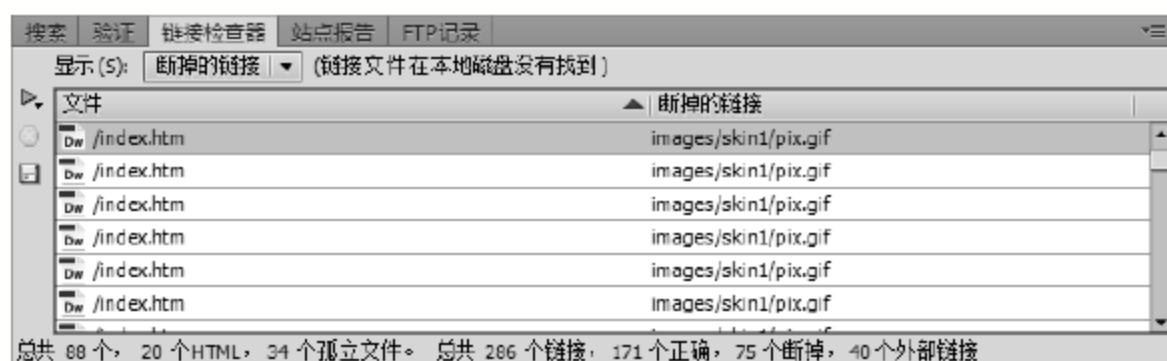 搜索 验证 链接检查器 站点报告 FTP记录
显示(S): 断掉的链接 (链接文件在本地磁盘没有找到)
文件 断掉的链接
Dw /index.htm images/skin1/pix.gif
Dw /index.htm images/skin1/pix.gif
Dw /index.htm images/skin1/pix.gif
Dw /index.htm images/skin1/pix.gif
Dw /index.htm images/skin1/pix.gif
Dw /index.htm images/skin1/pix.gif
总共 88 个, 20 个HTML, 34 个孤立文件。 总共 286 个链接, 171 个正确, 75 个断掉, 40 个外部链接